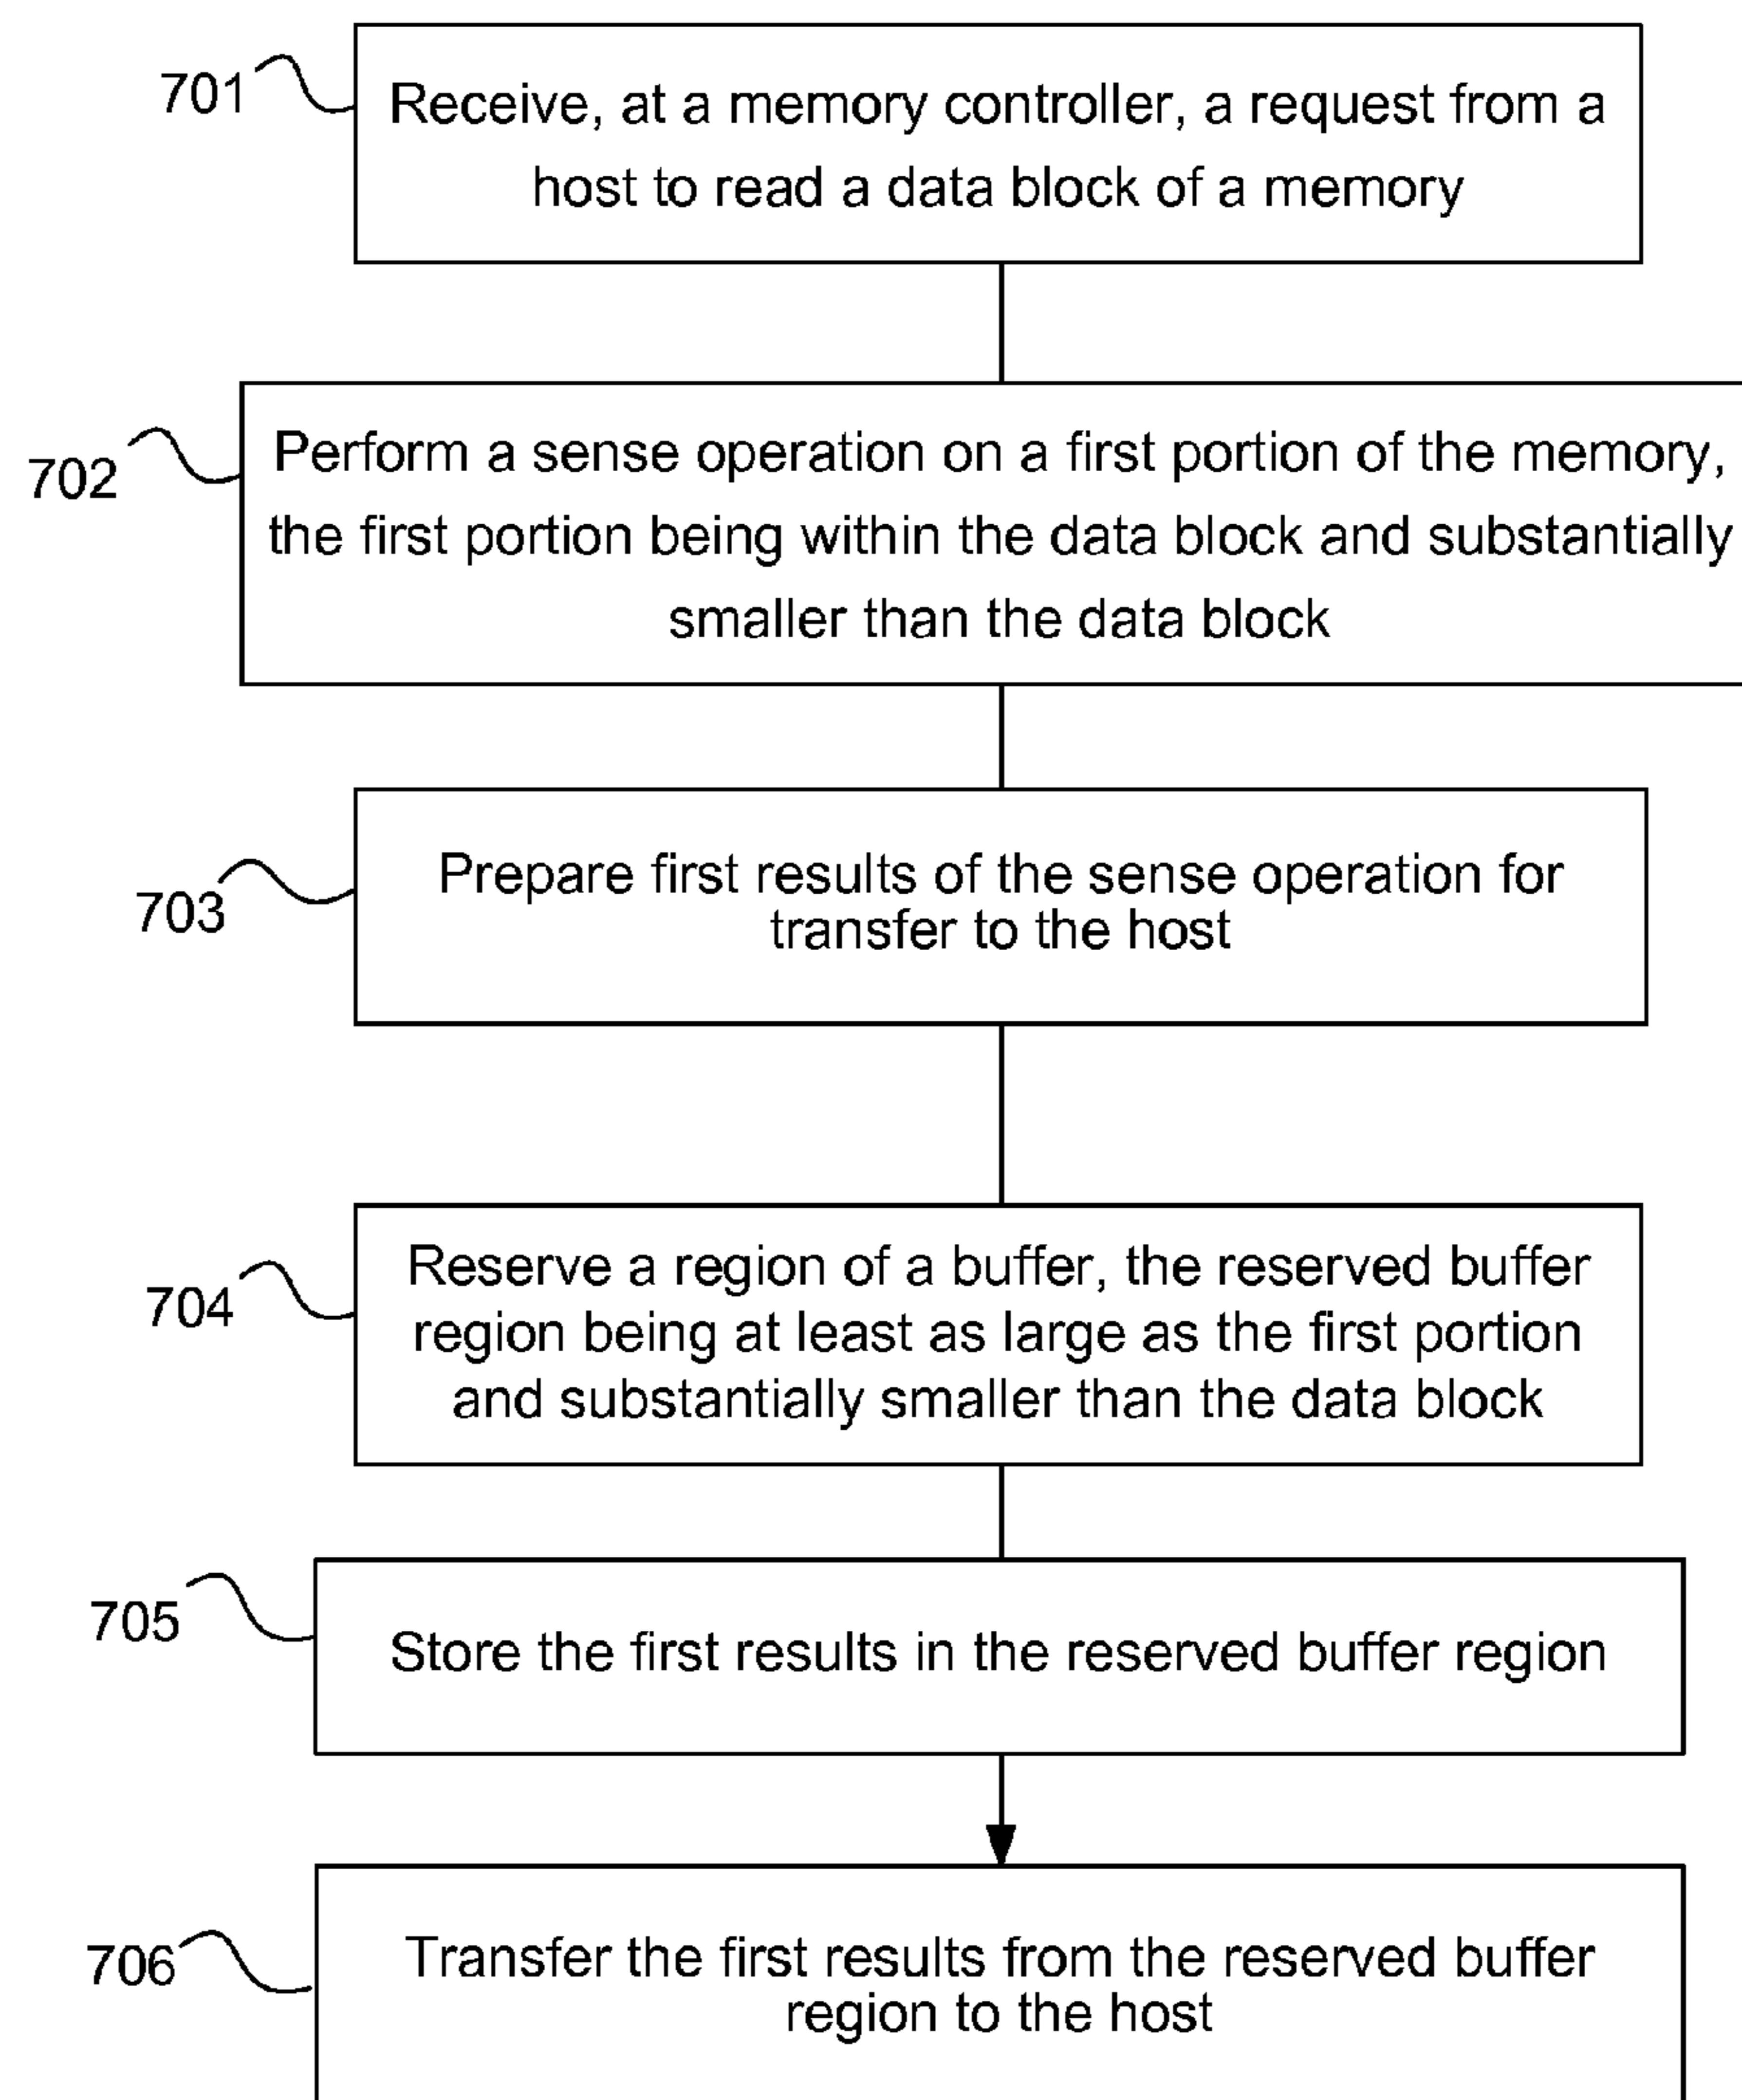 701
Receive, at a memory controller, a request from a
host to read a data block of a memory
702
Perform a sense operation on a first portion of the memory,
the first portion being within the data block and substantially
smaller than the data block
703
Prepare first results of the sense operation for
transfer to the host
704
Reserve a region of a buffer, the reserved buffer
region being at least as large as the first portion
and substantially smaller than the data block
705
Store the first results in the reserved buffer region
706
Transfer the first results from the reserved buffer
region to the host